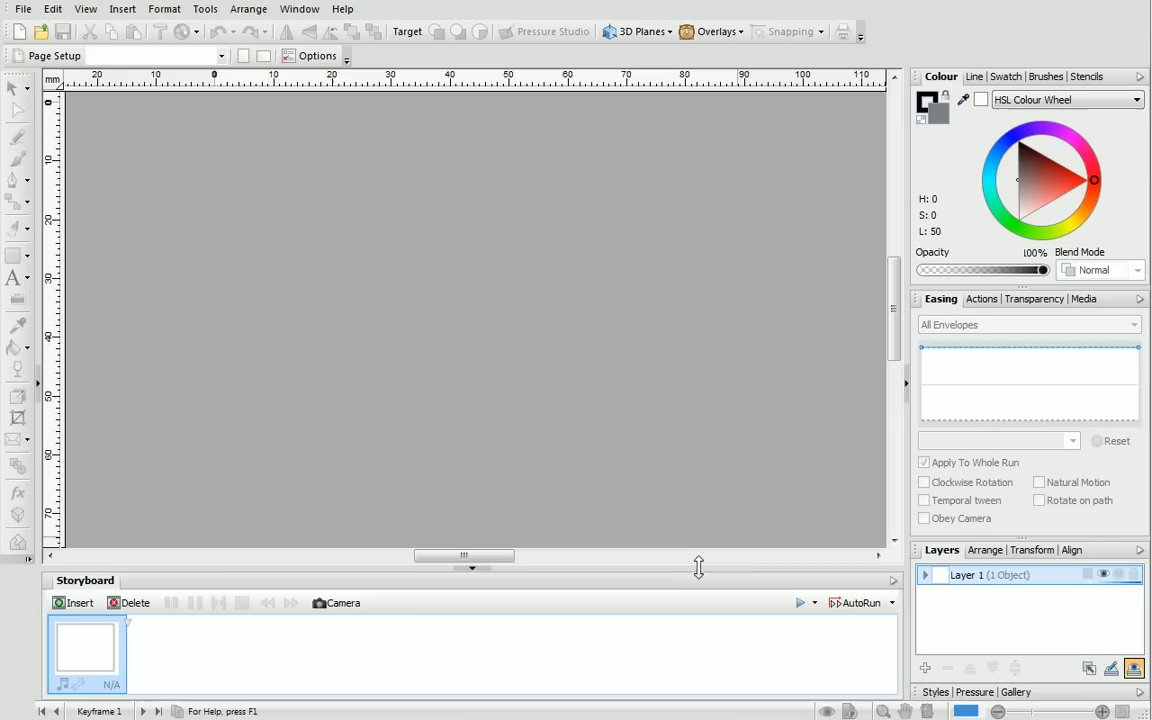 File Edit View Insert Format Tools Arrange Window Help
Target Pressure Studio 3D Planes Overlays Snapping
Page Setup Options
mm 20 10 0 10 20 30 40 50 60 70 80 90 100 110
0
10
20
30
40
50
60
70
Colour Line Swatch Brushes Stencils
HSL Colour Wheel
H: 0
S: 0
L: 50
Opacity 100% Blend Mode
Normal
Easing Actions Transparency Media
All Envelopes
Reset
Apply To Whole Run
Clockwise Rotation Natural Motion
Temporal tween Rotate on path
Obey Camera
Layers Arrange Transform Align
Layer 1 (1 Object)
Styles Pressure Gallery
Storyboard
Insert Delete Camera AutoRun
N/A
Keyframe 1 For Help, press F1